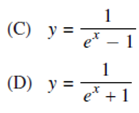 (C) y = 1/(e^x − 1)
(D) y = 1/(e^x + 1)